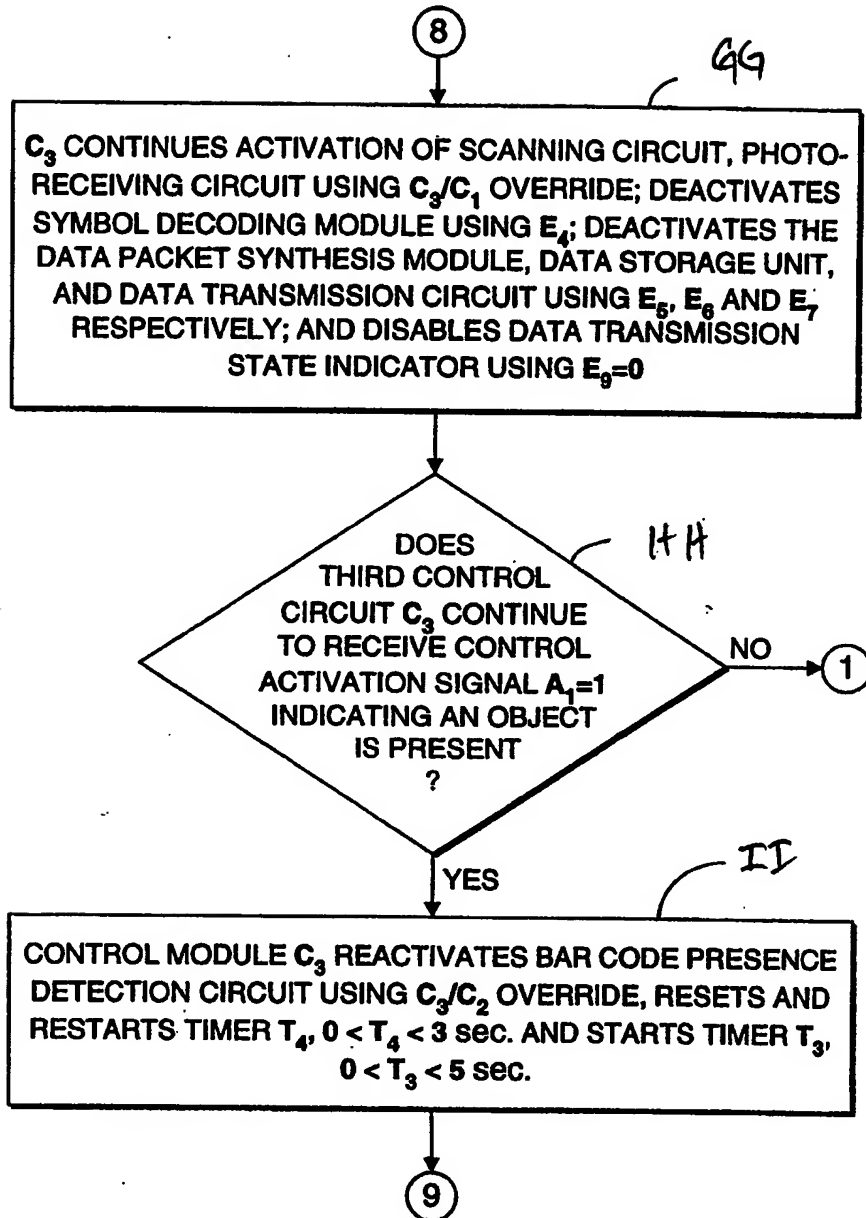 8
GG
C3 CONTINUES ACTIVATION OF SCANNING CIRCUIT, PHOTO-
RECEIVING CIRCUIT USING C3/C1 OVERRIDE; DEACTIVATES
SYMBOL DECODING MODULE USING E4; DEACTIVATES THE
DATA PACKET SYNTHESIS MODULE, DATA STORAGE UNIT,
AND DATA TRANSMISSION CIRCUIT USING E5, E6 AND E7
RESPECTIVELY; AND DISABLES DATA TRANSMISSION
STATE INDICATOR USING E9=0
HH
DOES
THIRD CONTROL
CIRCUIT C3 CONTINUE
TO RECEIVE CONTROL
ACTIVATION SIGNAL A1=1
INDICATING AN OBJECT
IS PRESENT
?
NO
1
YES
II
CONTROL MODULE C3 REACTIVATES BAR CODE PRESENCE
DETECTION CIRCUIT USING C3/C2 OVERRIDE, RESETS AND
RESTARTS TIMER T4, 0 < T4 < 3 sec. AND STARTS TIMER T3,
0 < T3 < 5 sec.
9